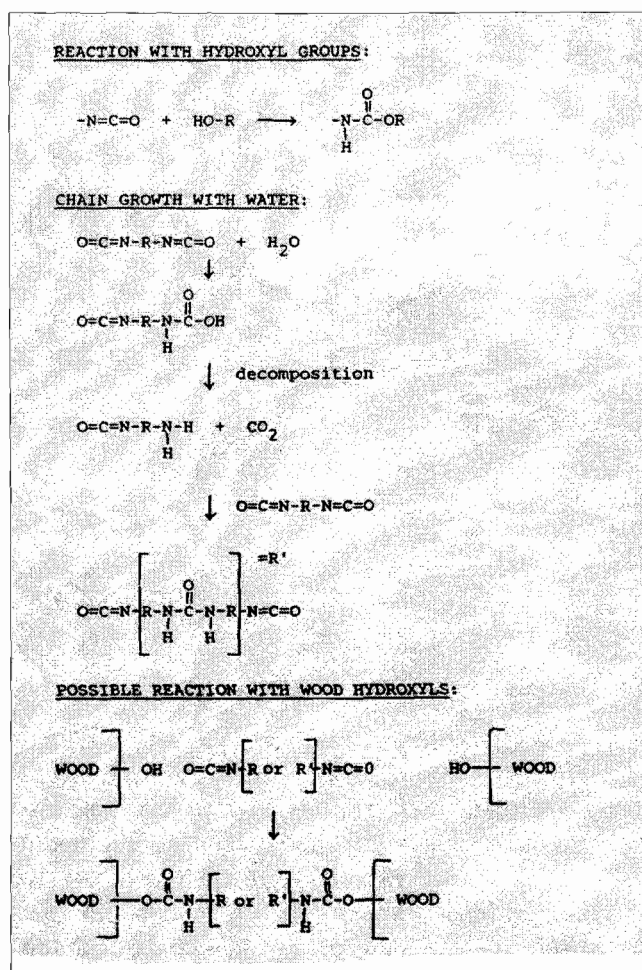 REACTION WITH HYDROXYL GROUPS:
O
-N=C=O + HO-R → -N-C-OR
H
CHAIN GROWTH WITH WATER:
O=C=N-R-N=C=O + H2O
↓
O
O=C=N-R-N-C-OH
H
↓ decomposition
O=C=N-R-N-H + CO2
H
↓ O=C=N-R-N=C=O
=R'
O
O=C=N-[R-N-C-N-R]-N=C=O
H H
POSSIBLE REACTION WITH WOOD HYDROXYLS:
WOOD]-OH O=C=N-[R or R']-N=C=O HO-[WOOD
↓
O O
WOOD]-O-C-N-[R or R']-N-C-O-[WOOD
H H